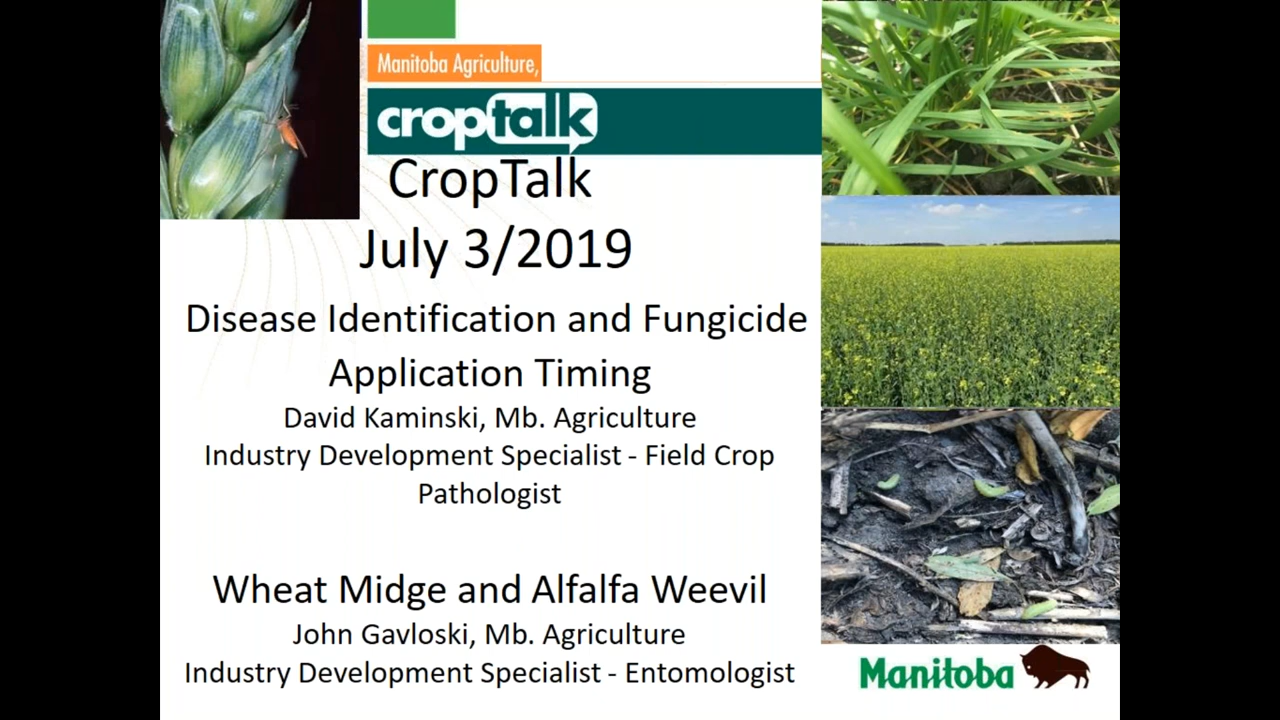 Manitoba Agriculture,
croptalk
CropTalk
July 3/2019
Disease Identification and Fungicide
Application Timing
David Kaminski, Mb. Agriculture
Industry Development Specialist - Field Crop
Pathologist
Wheat Midge and Alfalfa Weevil
John Gavloski, Mb. Agriculture
Industry Development Specialist - Entomologist
Manitoba